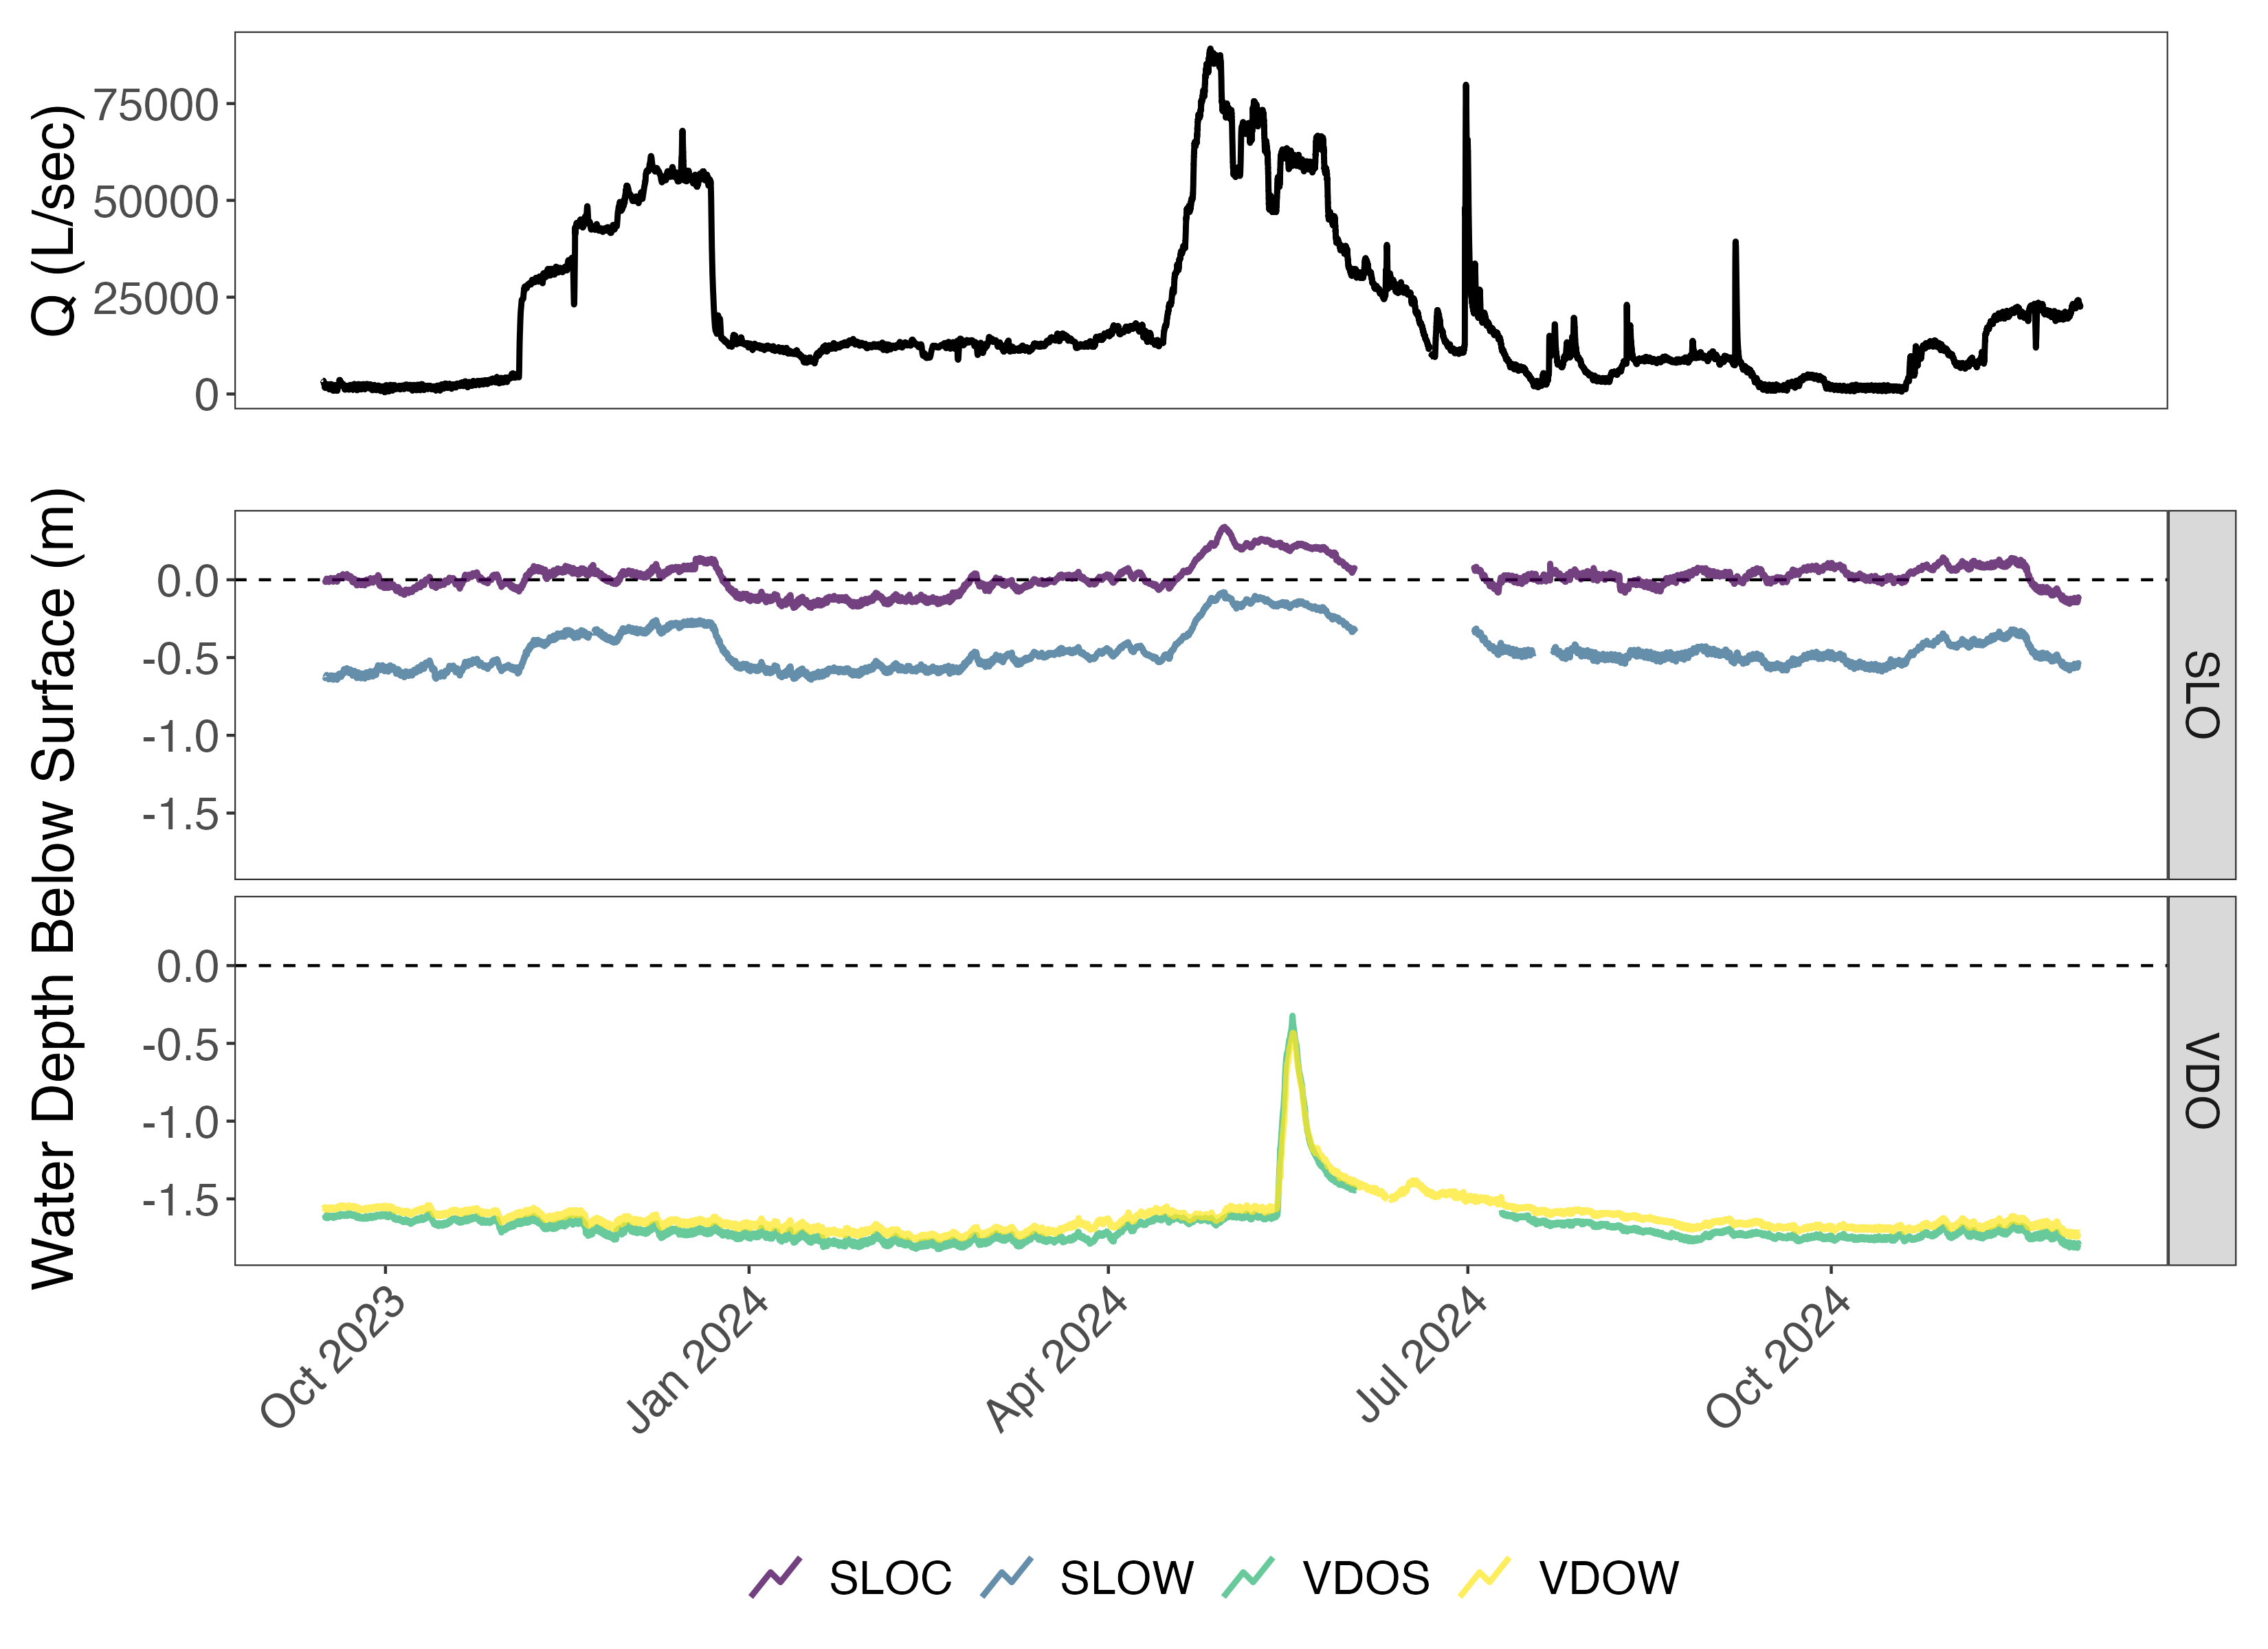 Q (L/sec)
75000
50000
25000
0
Water Depth Below Surface (m)
0.0
-0.5
-1.0
-1.5
SLO
0.0
-0.5
-1.0
-1.5
VDO
Oct 2023
Jan 2024
Apr 2024
Jul 2024
Oct 2024
SLOC SLOW VDOS VDOW